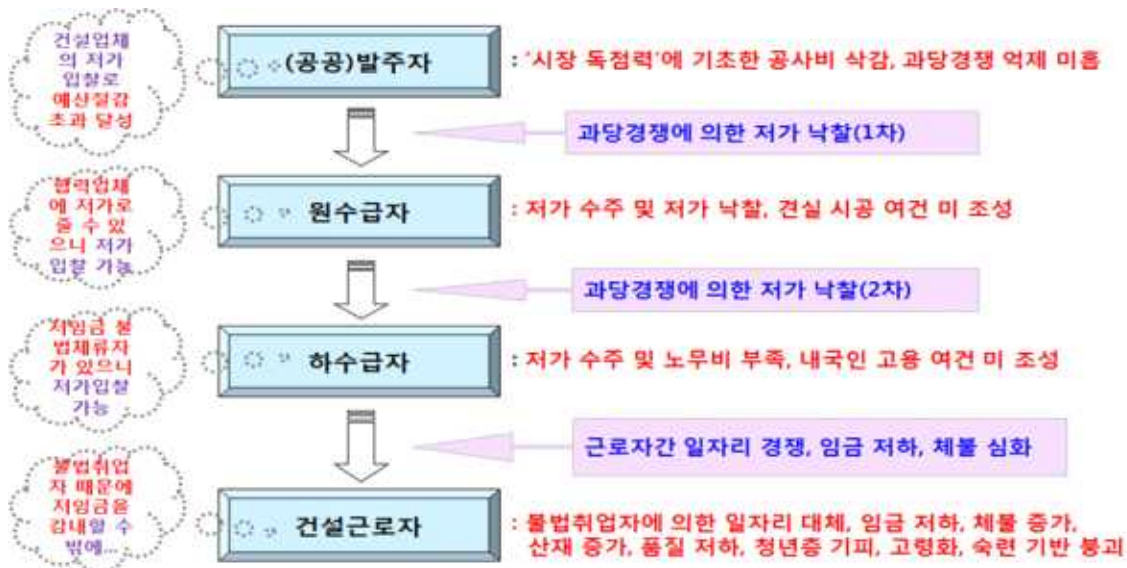 건설업체
의 저가
입찰로
예산절감
초과 달성
(공공)발주자
: '시장 독점력'에 기초한 공사비 삭감, 과당경쟁 억제 미흡
과당경쟁에 의한 저가 낙찰(1차)
협력업체
에 저가로
줄 수 있
으니 저가
입찰 가능
원수급자
: 저가 수주 및 저가 낙찰, 견실 시공 여건 미 조성
과당경쟁에 의한 저가 낙찰(2차)
저임금 불
법체류자
가 있으니
저가입찰
가능
하수급자
: 저가 수주 및 노무비 부족, 내국인 고용 여건 미 조성
근로자간 일자리 경쟁, 임금 저하, 체불 심화
불법취업
자 때문에
저임금을
감내할 수
밖에...
건설근로자
: 불법취업자에 의한 일자리 대체, 임금 저하, 체불 증가,
산재 증가, 품질 저하, 청년층 기피, 고령화, 숙련 기반 붕괴